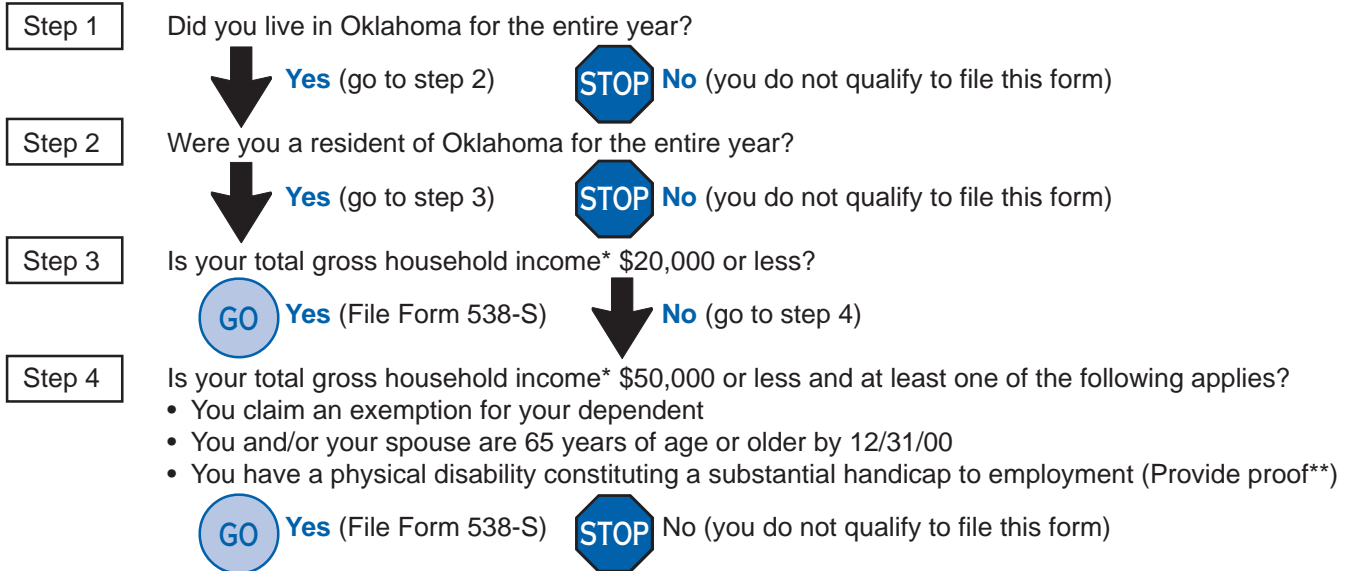 Step 1 Did you live in Oklahoma for the entire year?
Yes (go to step 2) STOP No (you do not qualify to file this form)
Step 2 Were you a resident of Oklahoma for the entire year?
Yes (go to step 3) STOP No (you do not qualify to file this form)
Step 3 Is your total gross household income* $20,000 or less?
GO Yes (File Form 538-S) No (go to step 4)
Step 4 Is your total gross household income* $50,000 or less and at least one of the following applies?
• You claim an exemption for your dependent
• You and/or your spouse are 65 years of age or older by 12/31/00
• You have a physical disability constituting a substantial handicap to employment (Provide proof**)
GO Yes (File Form 538-S) STOP No (you do not qualify to file this form)